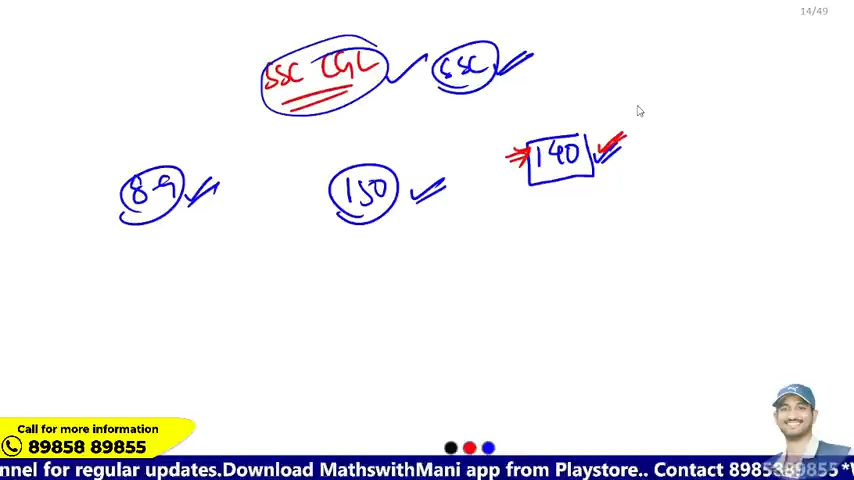 14/49
SSC CGL SSC
89 150 140
Call for more information
89858 89855
nnel for regular updates.Download MathswithMani app from Playstore.. Contact 8985889855 *